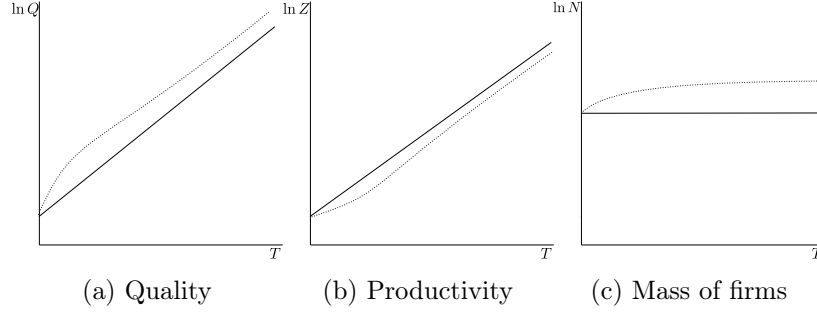 ln Q
T
(a) Quality
ln Z
T
(b) Productivity
ln N
T
(c) Mass of firms